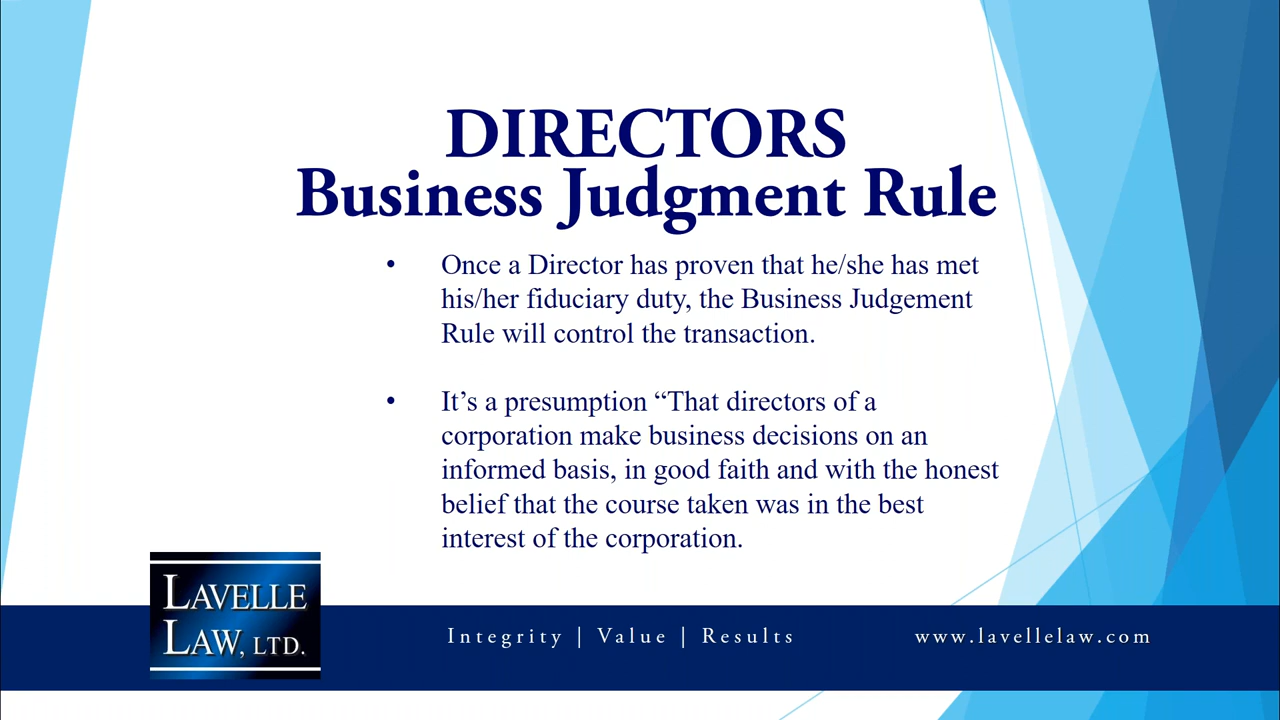 DIRECTORS
Business Judgment Rule
• Once a Director has proven that he/she has met
his/her fiduciary duty, the Business Judgement
Rule will control the transaction.
• It’s a presumption “That directors of a
corporation make business decisions on an
informed basis, in good faith and with the honest
belief that the course taken was in the best
interest of the corporation.
LAVELLE
LAW, LTD.
Integrity | Value | Results
www.lavellelaw.com